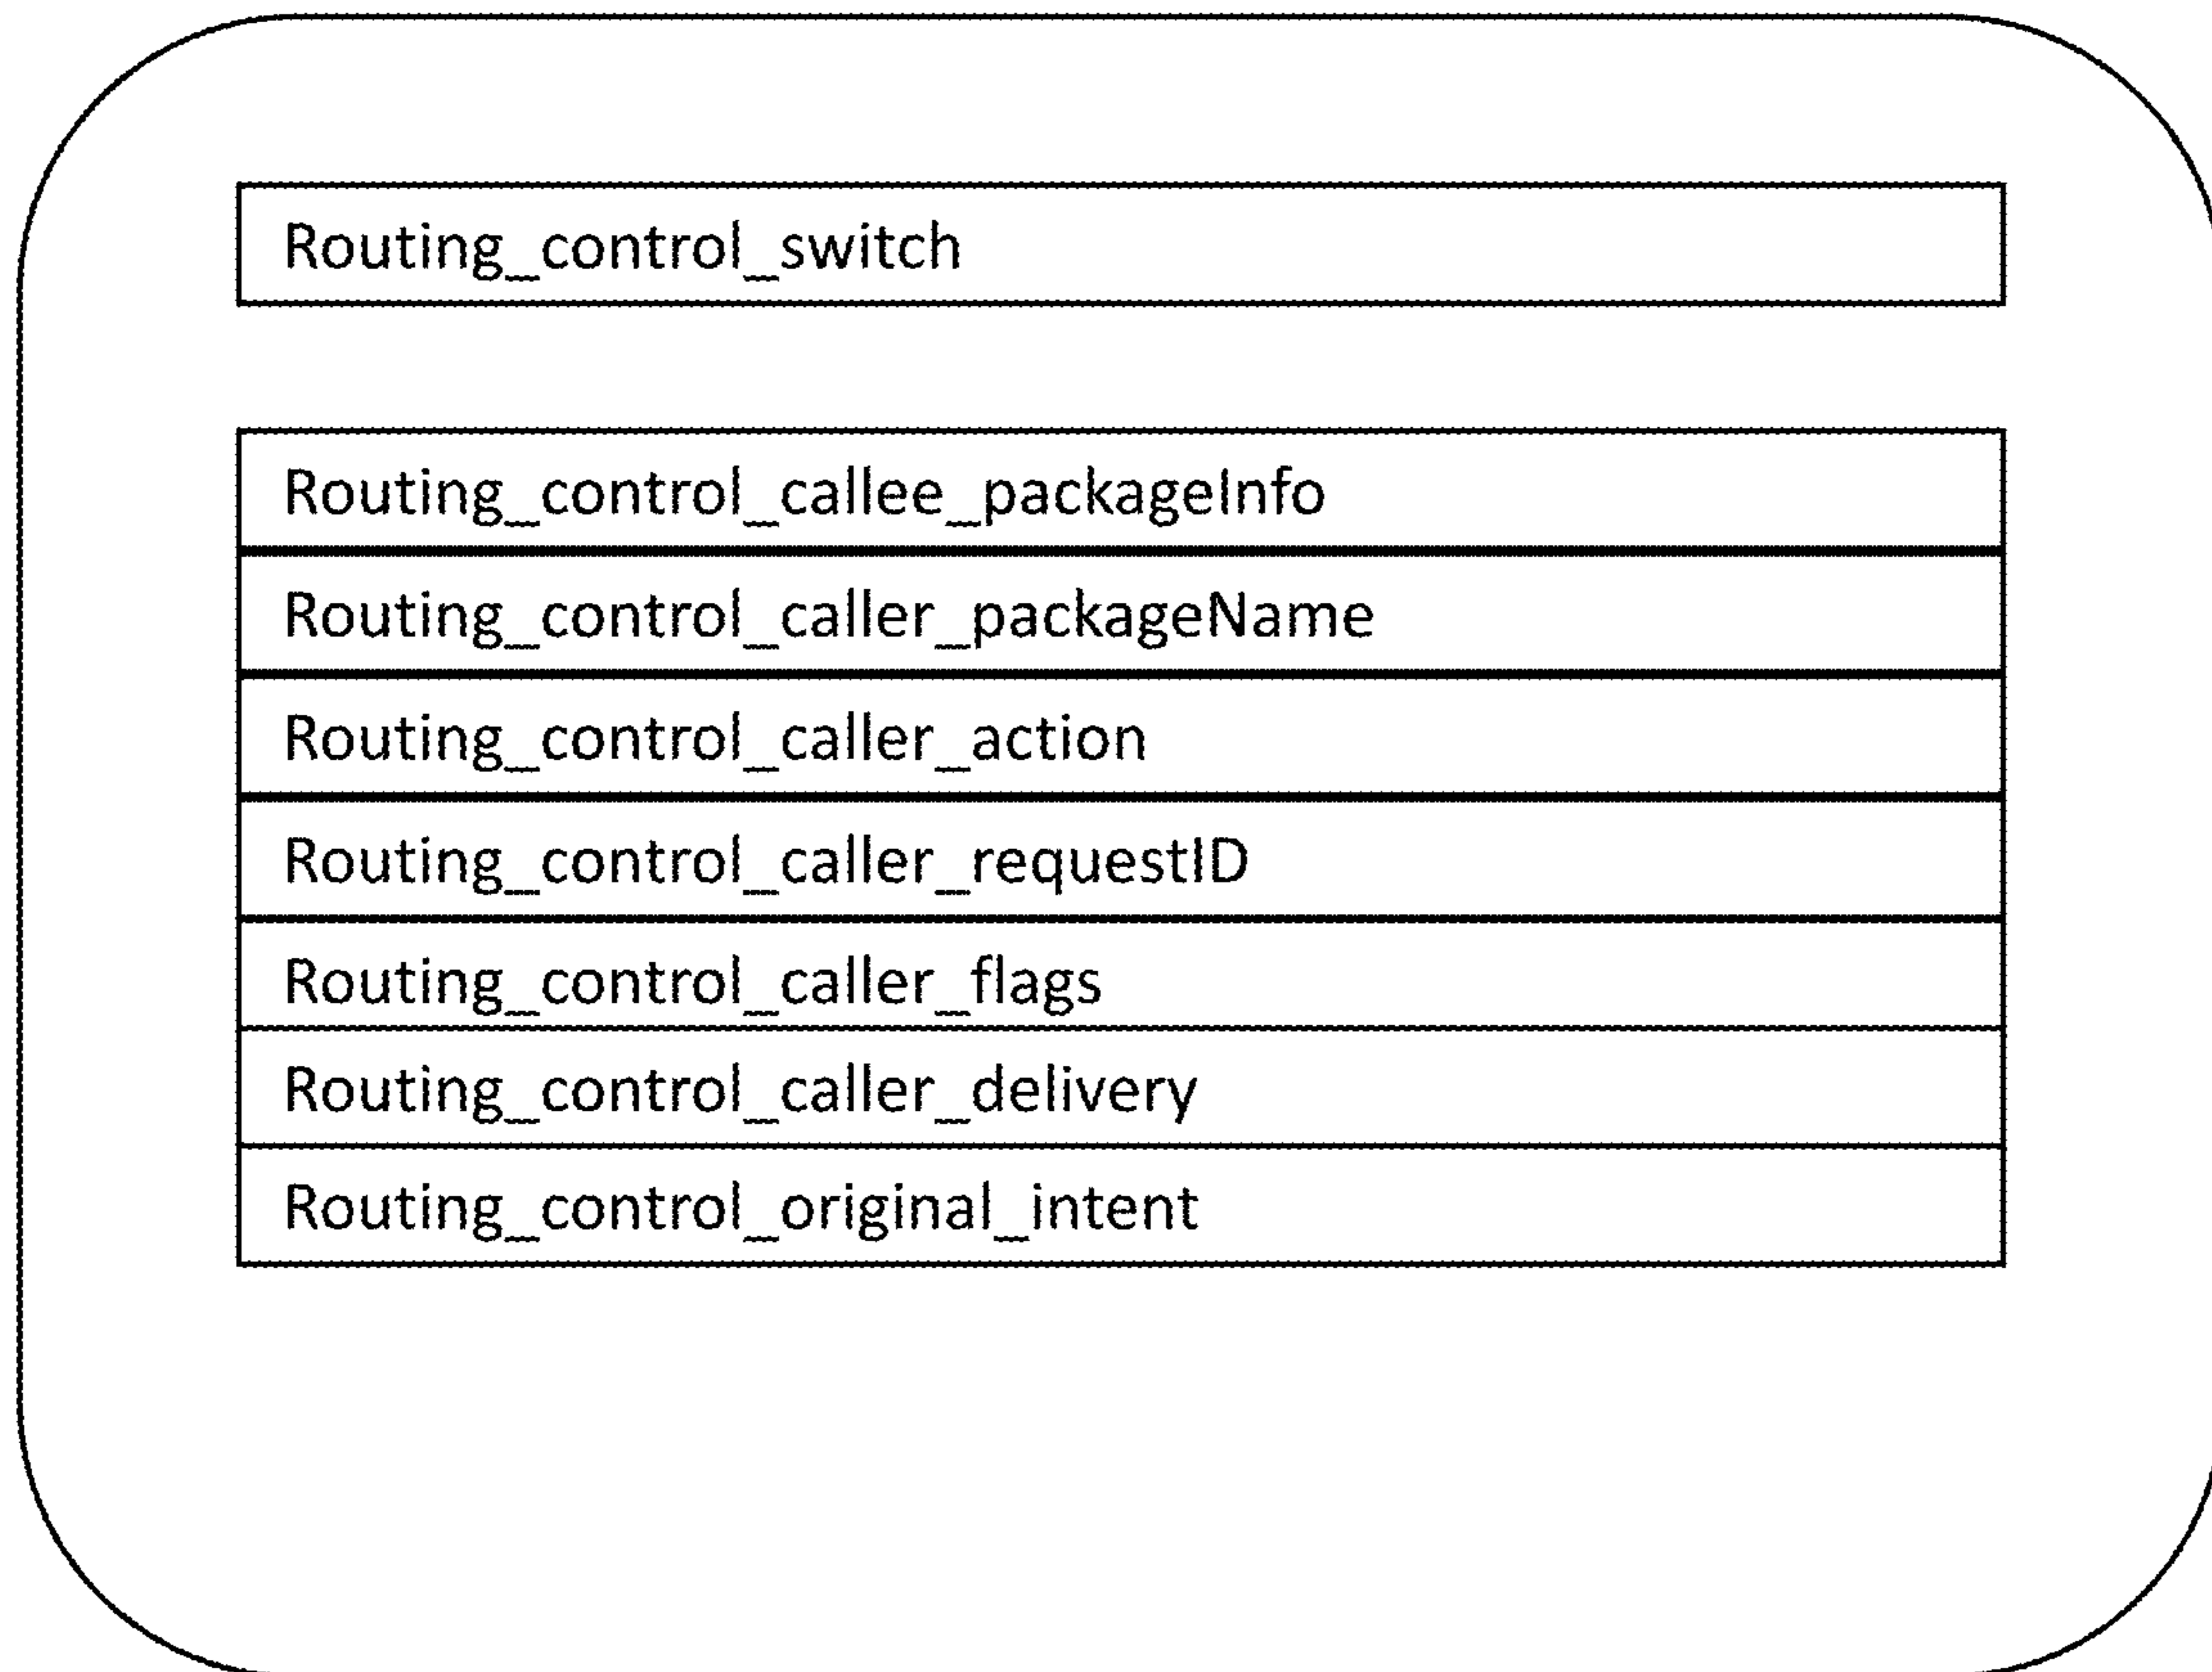 Routing_control_switch
Routing_control_callee_packageInfo
Routing_control_caller_packageName
Routing_control_caller_action
Routing_control_caller_requestID
Routing_control_caller_flags
Routing_control_caller_delivery
Routing_control_original_intent